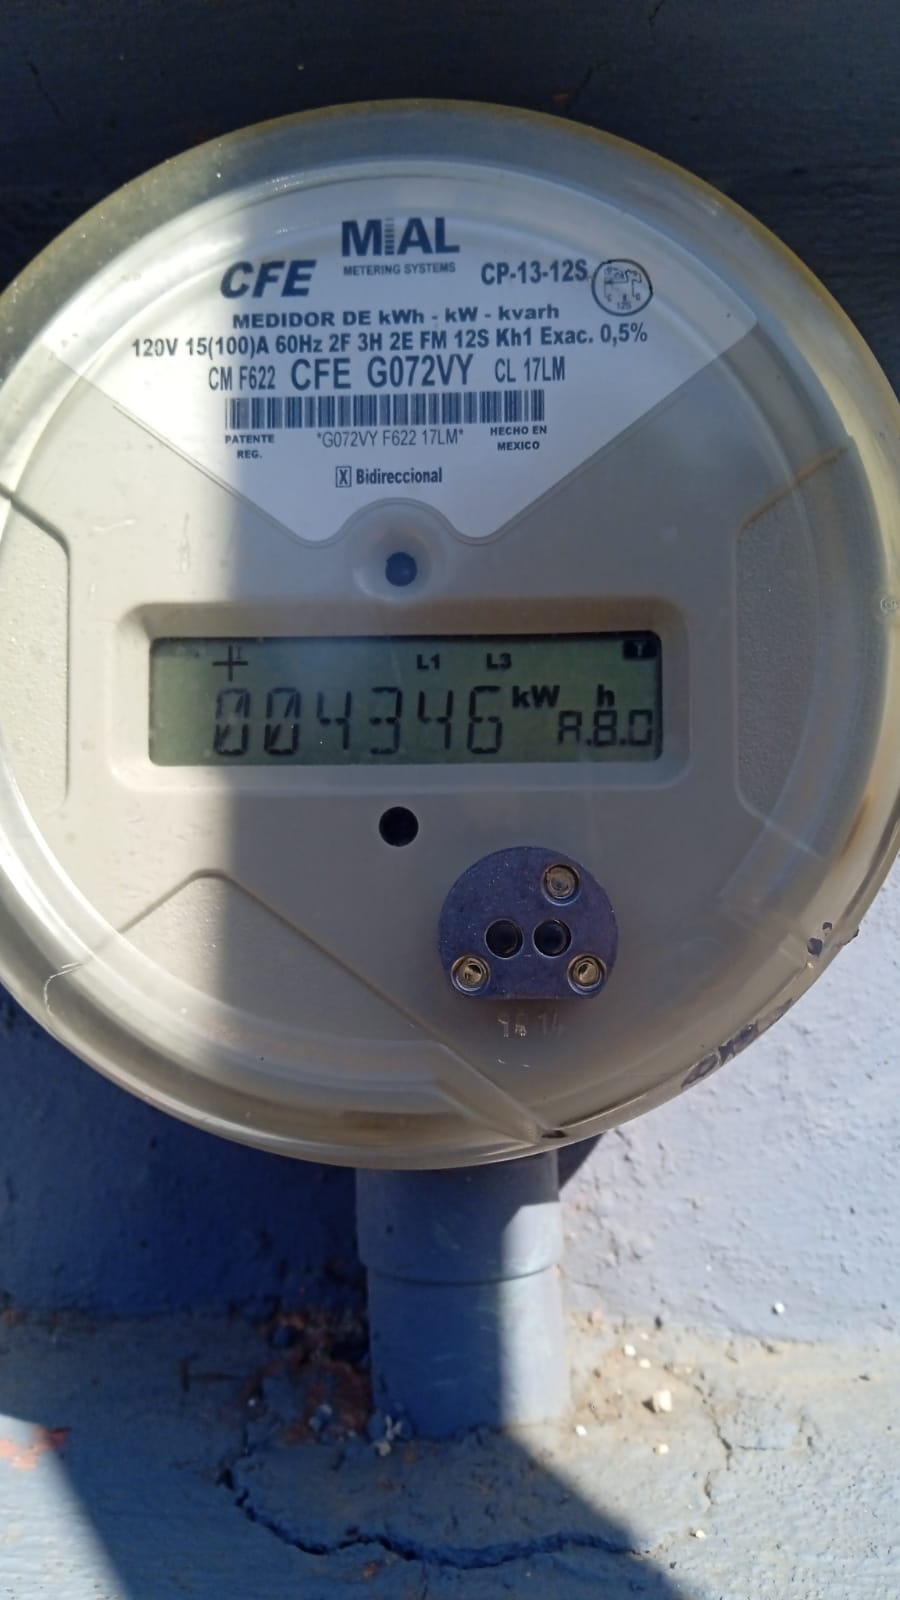 MIAL
METERING SYSTEMS
CFE
CP-13-12S
MEDIDOR DE kWh - kW - kvarh
120V 15(100)A 60Hz 2F 3H 2E FM 12S Kh1 Exac. 0,5%
CM F622 CFE G072VY CL 17LM
PATENTE REG.
*G072VY F622 17LM*
HECHO EN MEXICO
X Bidireccional
L1 L3
004346 kW h A.B.0